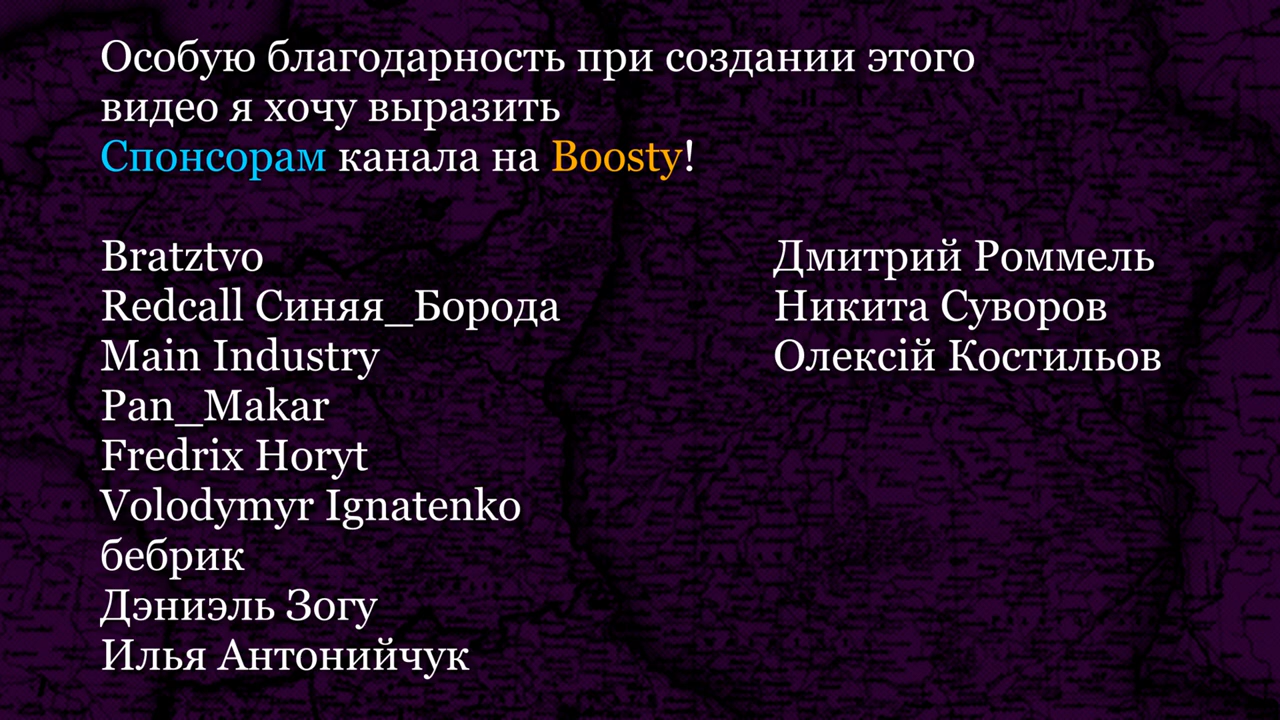 Особую благодарность при создании этого
видео я хочу выразить
Спонсорам канала на Boosty!
Bratztvo
Redcall Синяя_Борода
Main Industry
Pan_Makar
Fredrix Horyt
Volodymyr Ignatenko
бебрик
Дэниэль Зогу
Илья Антонийчук
Дмитрий Роммель
Никита Суворов
Олексій Костильов